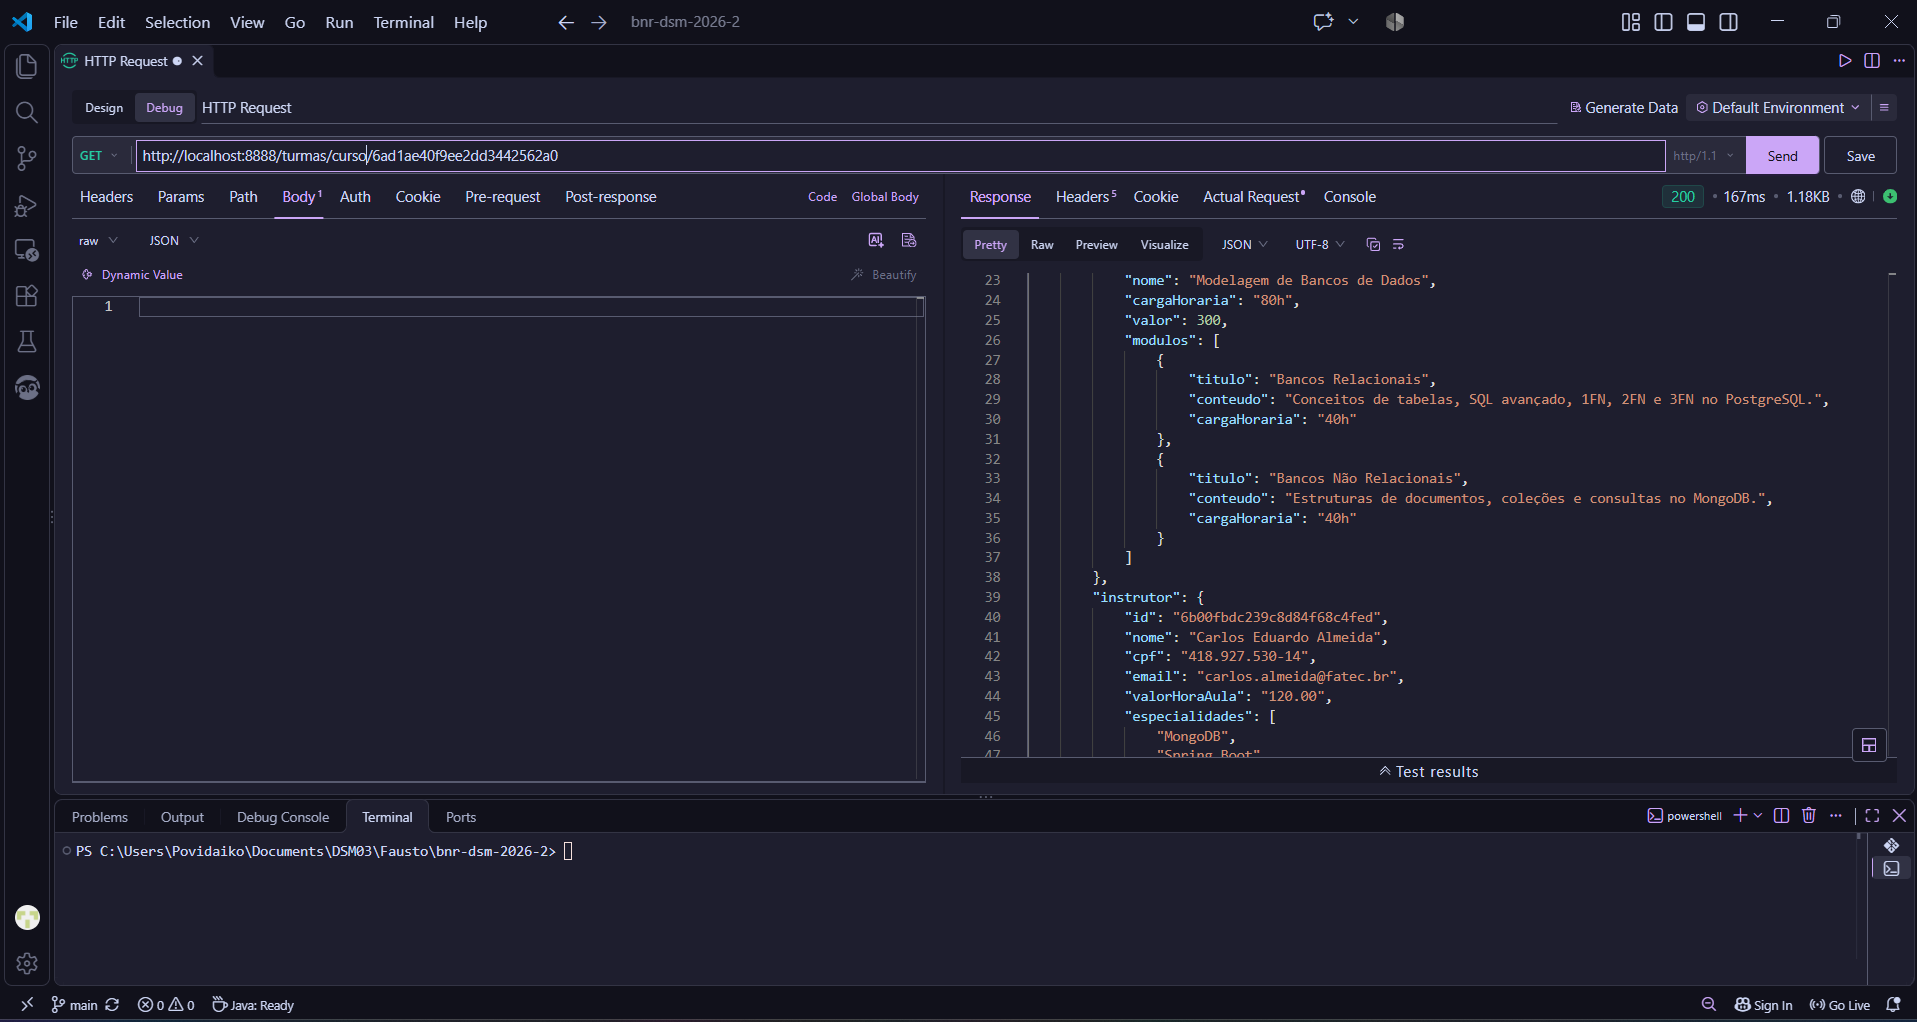 File Edit Selection View Go Run Terminal Help bnr-dsm-2026-2
HTTP HTTP Request
Design Debug HTTP Request Generate Data Default Environment
GET http://localhost:8888/turmas/curso/6ad1ae40f9ee2dd3442562a0 http/1.1 Send Save
Headers Params Path Body 1 Auth Cookie Pre-request Post-response Code Global Body
Response Headers 5 Cookie Actual Request Console 200 • 167ms • 1.18KB
raw JSON AI
Pretty Raw Preview Visualize JSON UTF-8
Dynamic Value Beautify
1
23 "nome": "Modelagem de Bancos de Dados",
24 "cargaHoraria": "80h",
25 "valor": 300,
26 "modulos": [
27 {
28 "titulo": "Bancos Relacionais",
29 "conteudo": "Conceitos de tabelas, SQL avançado, 1FN, 2FN e 3FN no PostgreSQL.",
30 "cargaHoraria": "40h"
31 },
32 {
33 "titulo": "Bancos Não Relacionais",
34 "conteudo": "Estruturas de documentos, coleções e consultas no MongoDB.",
35 "cargaHoraria": "40h"
36 }
37 ]
38 },
39 "instrutor": {
40 "id": "6b00fbdc239c8d84f68c4fed",
41 "nome": "Carlos Eduardo Almeida",
42 "cpf": "418.927.530-14",
43 "email": "carlos.almeida@fatec.br",
44 "valorHoraAula": "120.00",
45 "especialidades": [
46 "MongoDB",
47 "Spring Boot"
Test results
Problems Output Debug Console Terminal Ports powershell
PS C:\Users\Povidaiko\Documents\DSM03\Fausto\bnr-dsm-2026-2>
main 0 0 Java: Ready Sign In Go Live